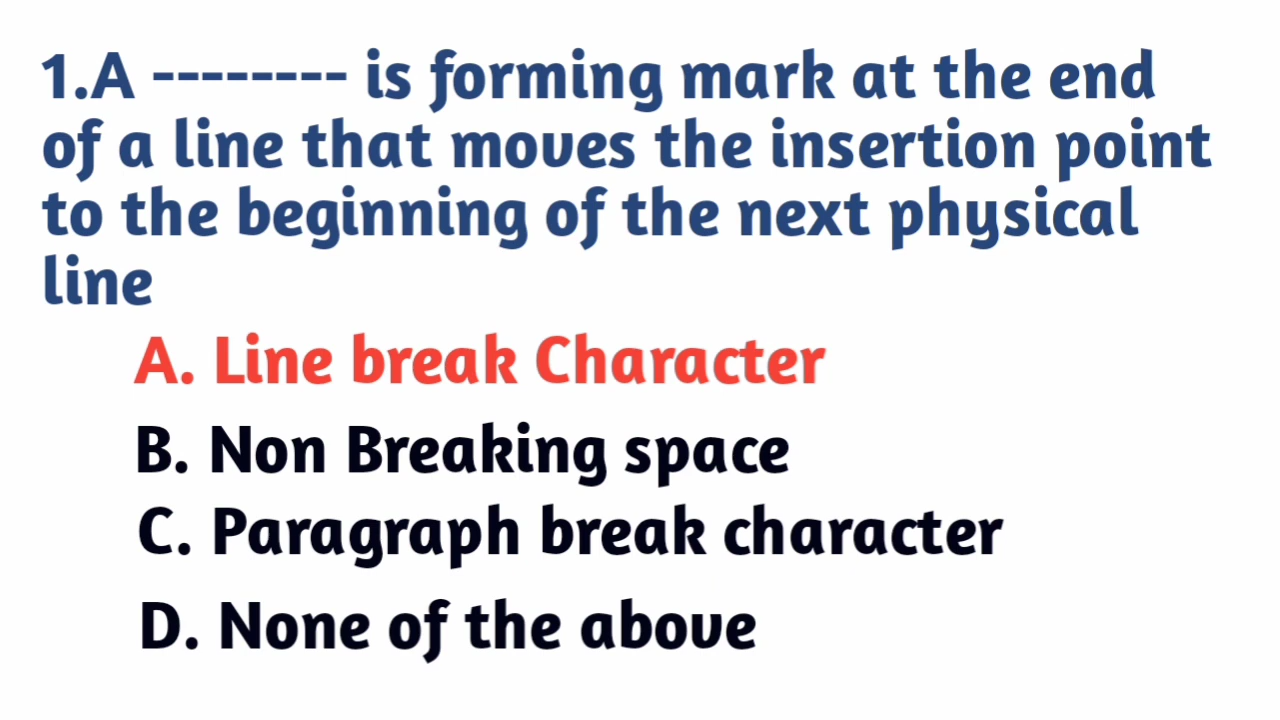 1.A -------- is forming mark at the end
of a line that moves the insertion point
to the beginning of the next physical
line
A. Line break Character
B. Non Breaking space
C. Paragraph break character
D. None of the above